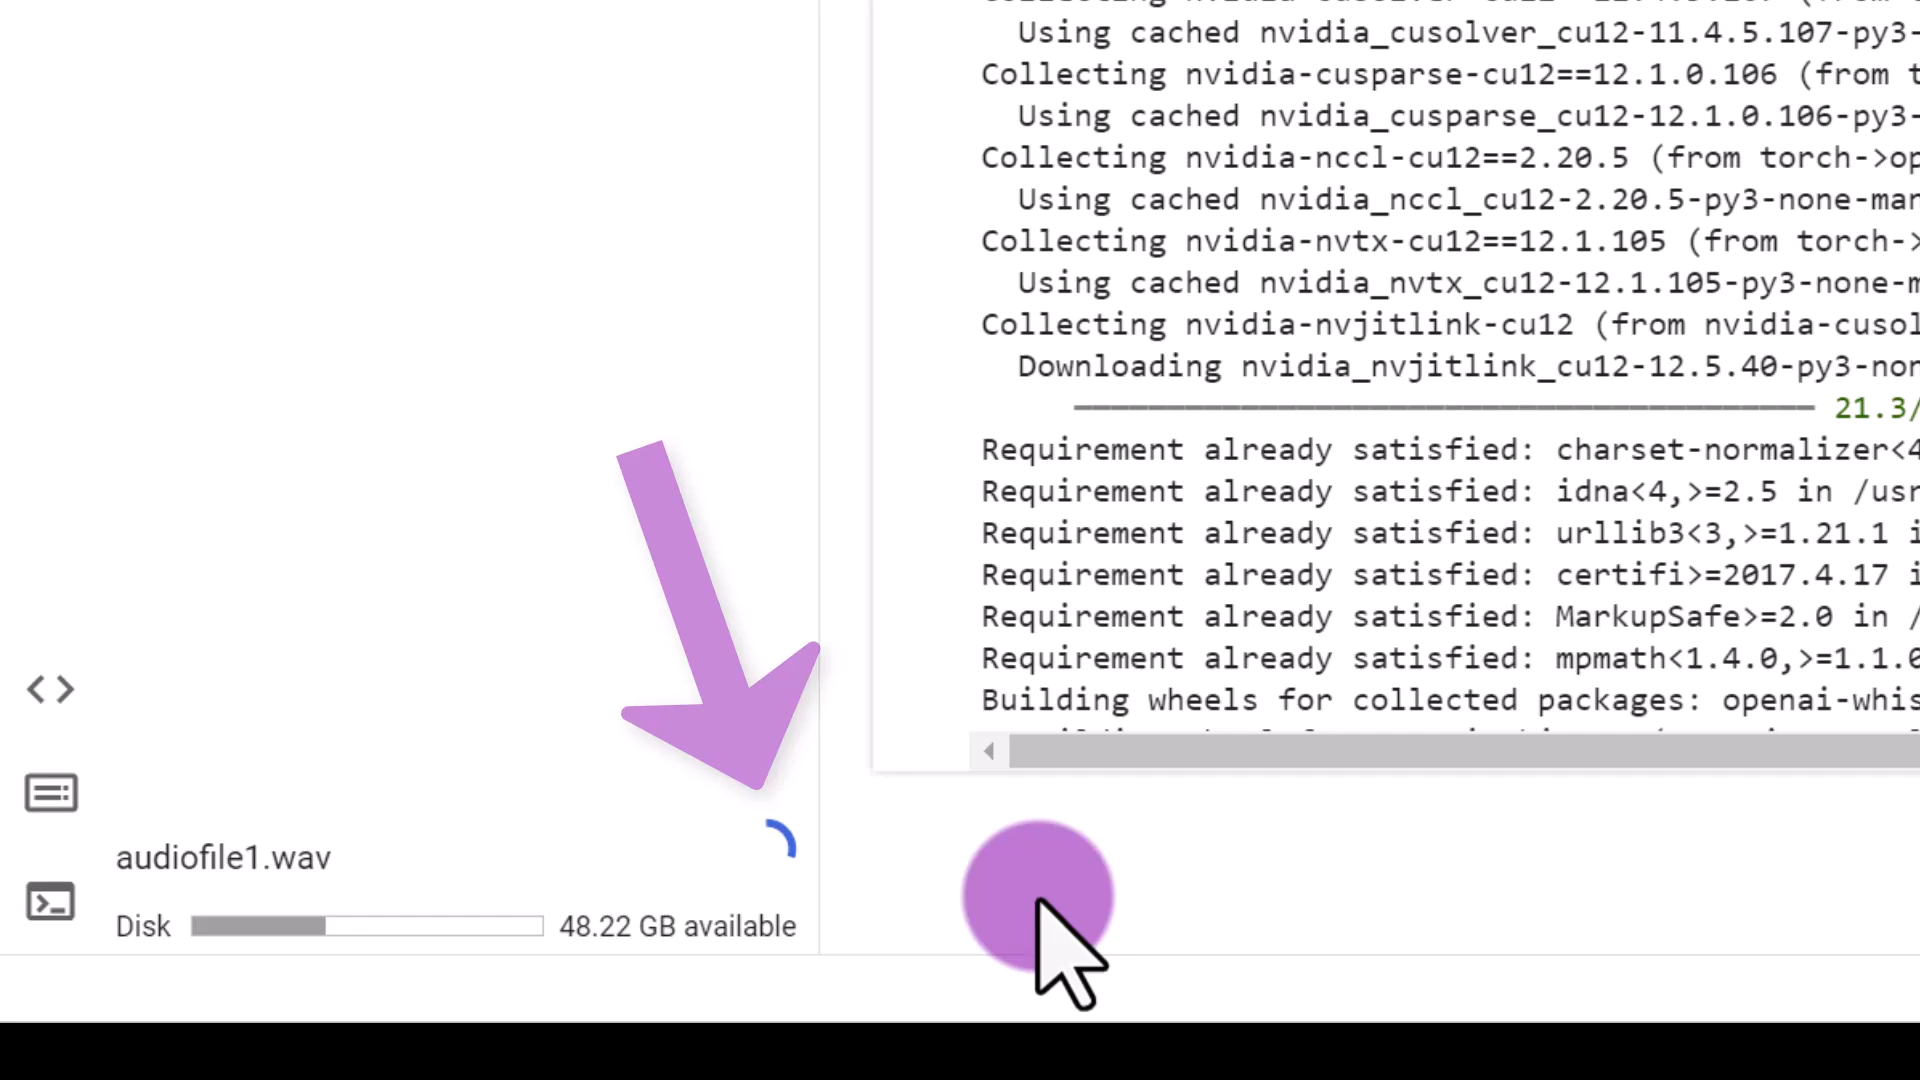 Using cached nvidia_cusolver_cu12-11.4.5.107-py3-
Collecting nvidia-cusparse-cu12==12.1.0.106 (from t
Using cached nvidia_cusparse_cu12-12.1.0.106-py3-
Collecting nvidia-nccl-cu12==2.20.5 (from torch->op
Using cached nvidia_nccl_cu12-2.20.5-py3-none-man
Collecting nvidia-nvtx-cu12==12.1.105 (from torch->
Using cached nvidia_nvtx_cu12-12.1.105-py3-none-m
Collecting nvidia-nvjitlink-cu12 (from nvidia-cusol
Downloading nvidia_nvjitlink_cu12-12.5.40-py3-non
21.3/
Requirement already satisfied: charset-normalizer<4
Requirement already satisfied: idna<4,>=2.5 in /usr
Requirement already satisfied: urllib3<3,>=1.21.1 i
Requirement already satisfied: certifi>=2017.4.17 i
Requirement already satisfied: MarkupSafe>=2.0 in /
Requirement already satisfied: mpmath<1.4.0,>=1.1.0
Building wheels for collected packages: openai-whis
audiofile1.wav
Disk 48.22 GB available